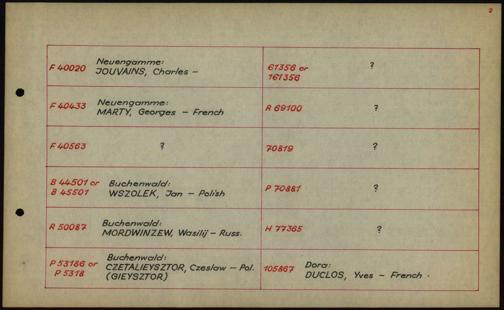 2
F 40020 Neuengamme:
JOUVAINS, Charles –
61356 or
161356 ?
F 40433 Neuengamme:
MARTY, Georges – French
R 69100 ?
F 40563 ?
70819 ?
B 44501 or
B 45501 Buchenwald:
WSZOLEK, Jan – Polish
P 70881 ?
R 50087 Buchenwald:
MORDWINZEW, Wasilij – Russ.
H 77365 ?
P 53186 or
P 5318 Buchenwald:
CZETALIEYSZTOR, Czeslaw – Pol.
(GIEYSZTOR)
105867 Dora:
DUCLOS, Yves – French .